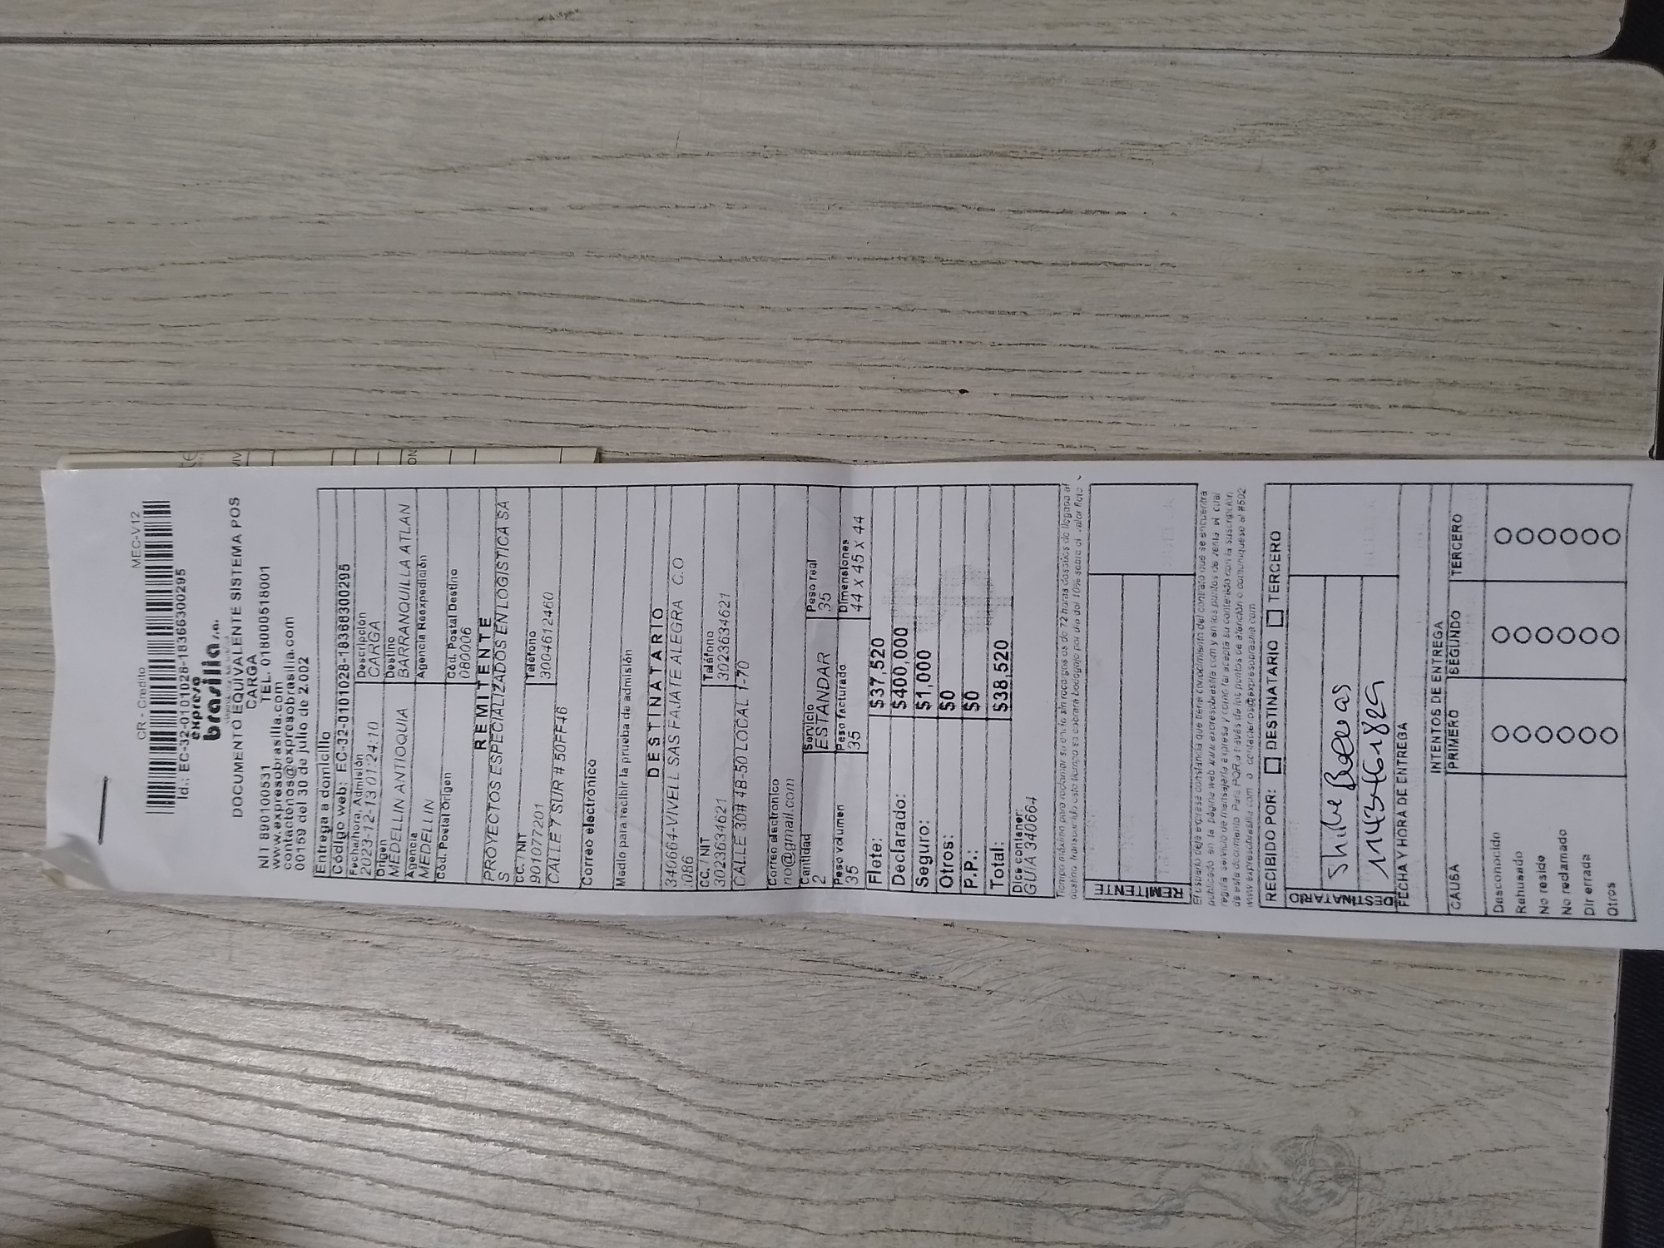 CR - Credito MEC-V12
Id.: EC-32-0101028-18366300295
expreso
brasilia s.a.
DOCUMENTO EQUIVALENTE SISTEMA POS
CARGA
NIT 890100531 TEL. 018000518001
www.expresobrasilia.com
contactenos@expresobrasilia.com
00159 del 30 de julio de 2.002
Entrega a domicilio
Código web: EC-32-0101028-18368300295
Fecha/hora, Admisión Descripción
2023-12-13 01:24:10 CARGA
Origen Destino
MEDELLIN ANTIOQUIA BARRANQUILLA ATLAN
Agencia Agencia Reexpedición
MEDELLIN
Cód. Postal Origen Cód. Postal Destino
080006
REMITENTE
PROYECTOS ESPECIALIZADOS EN LOGISTICA SA
S
CC. / NIT Teléfono
901077201 3004612460
CALLE 7 SUR # 50FF46
Correo electrónico
Medio para recibir la prueba de admisión
DESTINATARIO
340664-VIVELL SAS FAJATE ALEGRA C.O
086
CC. / NIT Teléfono
3023634621 3023634621
CALLE 30# 4B-50 LOCAL 1-70
Correo electronico
no@gmail.com
Cantidad Servicio Peso real
2 ESTANDAR 35
Peso volumen Peso facturada Dimensiones
35 35 44 x 45 x 44
Flete: $37,520
Declarado: $400,000
Seguro: $1,000
Otros: $0
P.P.: $0
Total: $38,520
Dice contener:
GUIA 340664
REMITENTE
RECIBIDO POR: DESTINATARIO TERCERO
DESTINATARIO
FECHA Y HORA DE ENTREGA
INTENTOS DE ENTREGA
CAUSA PRIMERO SEGUNDO TERCERO
Desconocido
Rehusado
No reside
No reclamado
Dir errada
Otros